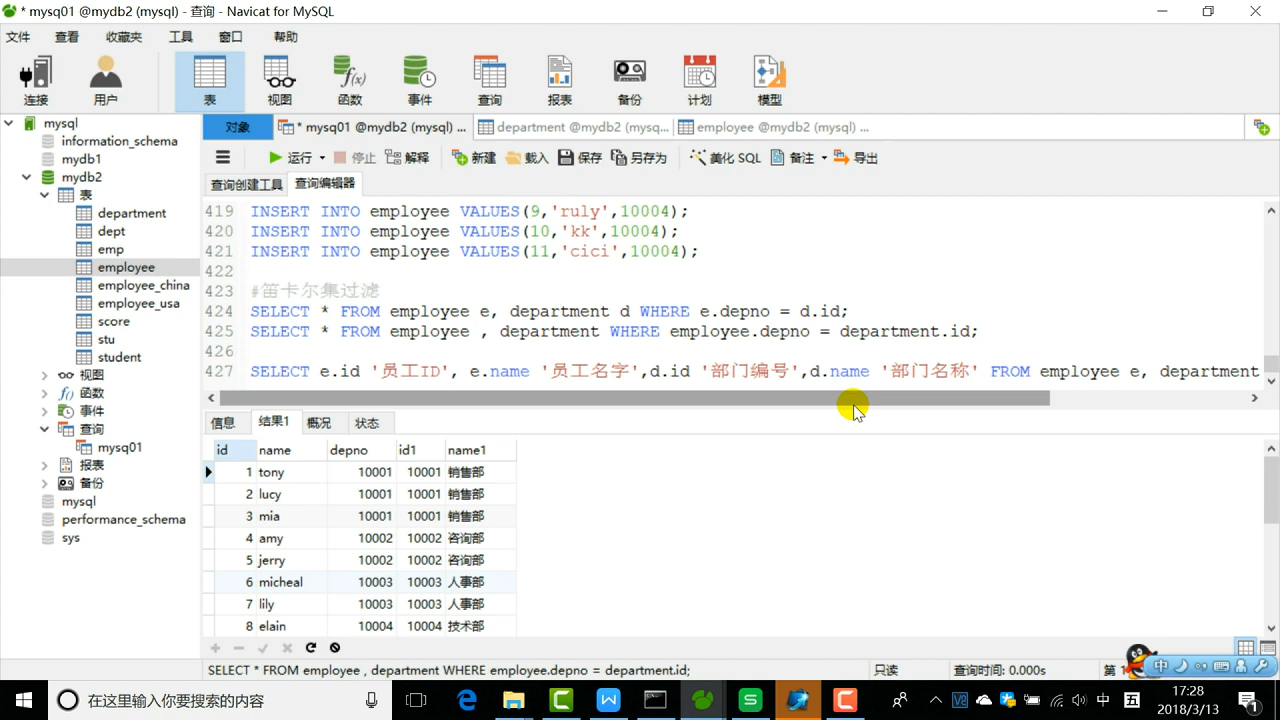 * mysq01 @mydb2 (mysql) - 查询 - Navicat for MySQL
文件 查看 收藏夹 工具 窗口 帮助
连接 用户 表 视图 函数 事件 查询 报表 备份 计划 模型
对象 * mysq01 @mydb2 (mysql) ... department @mydb2 (mysq... employee @mydb2 (mysql) ...
运行 停止 解释 新建 载入 保存 另存为 美化 SQL 备注 导出
查询创建工具 查询编辑器
mysql
information_schema
mydb1
mydb2
表
department
dept
emp
employee
employee_china
employee_usa
score
stu
student
视图
函数
事件
查询
mysq01
报表
备份
mysql
performance_schema
sys
419 INSERT INTO employee VALUES(9,'ruly',10004);
420 INSERT INTO employee VALUES(10,'kk',10004);
421 INSERT INTO employee VALUES(11,'cici',10004);
422
423 #笛卡尔集过滤
424 SELECT * FROM employee e, department d WHERE e.depno = d.id;
425 SELECT * FROM employee , department WHERE employee.depno = department.id;
426
427 SELECT e.id '员工ID', e.name '员工名字',d.id '部门编号',d.name '部门名称' FROM employee e, department
信息 结果1 概况 状态
id name depno id1 name1
1 tony 10001 10001 销售部
2 lucy 10001 10001 销售部
3 mia 10001 10001 销售部
4 amy 10002 10002 咨询部
5 jerry 10002 10002 咨询部
6 micheal 10003 10003 人事部
7 lily 10003 10003 人事部
8 elain 10004 10004 技术部
SELECT * FROM employee , department WHERE employee.depno = department.id; 只读 查询时间: 0.000s 第 1
中
在这里输入你要搜索的内容
中 五 17:28
2018/3/13